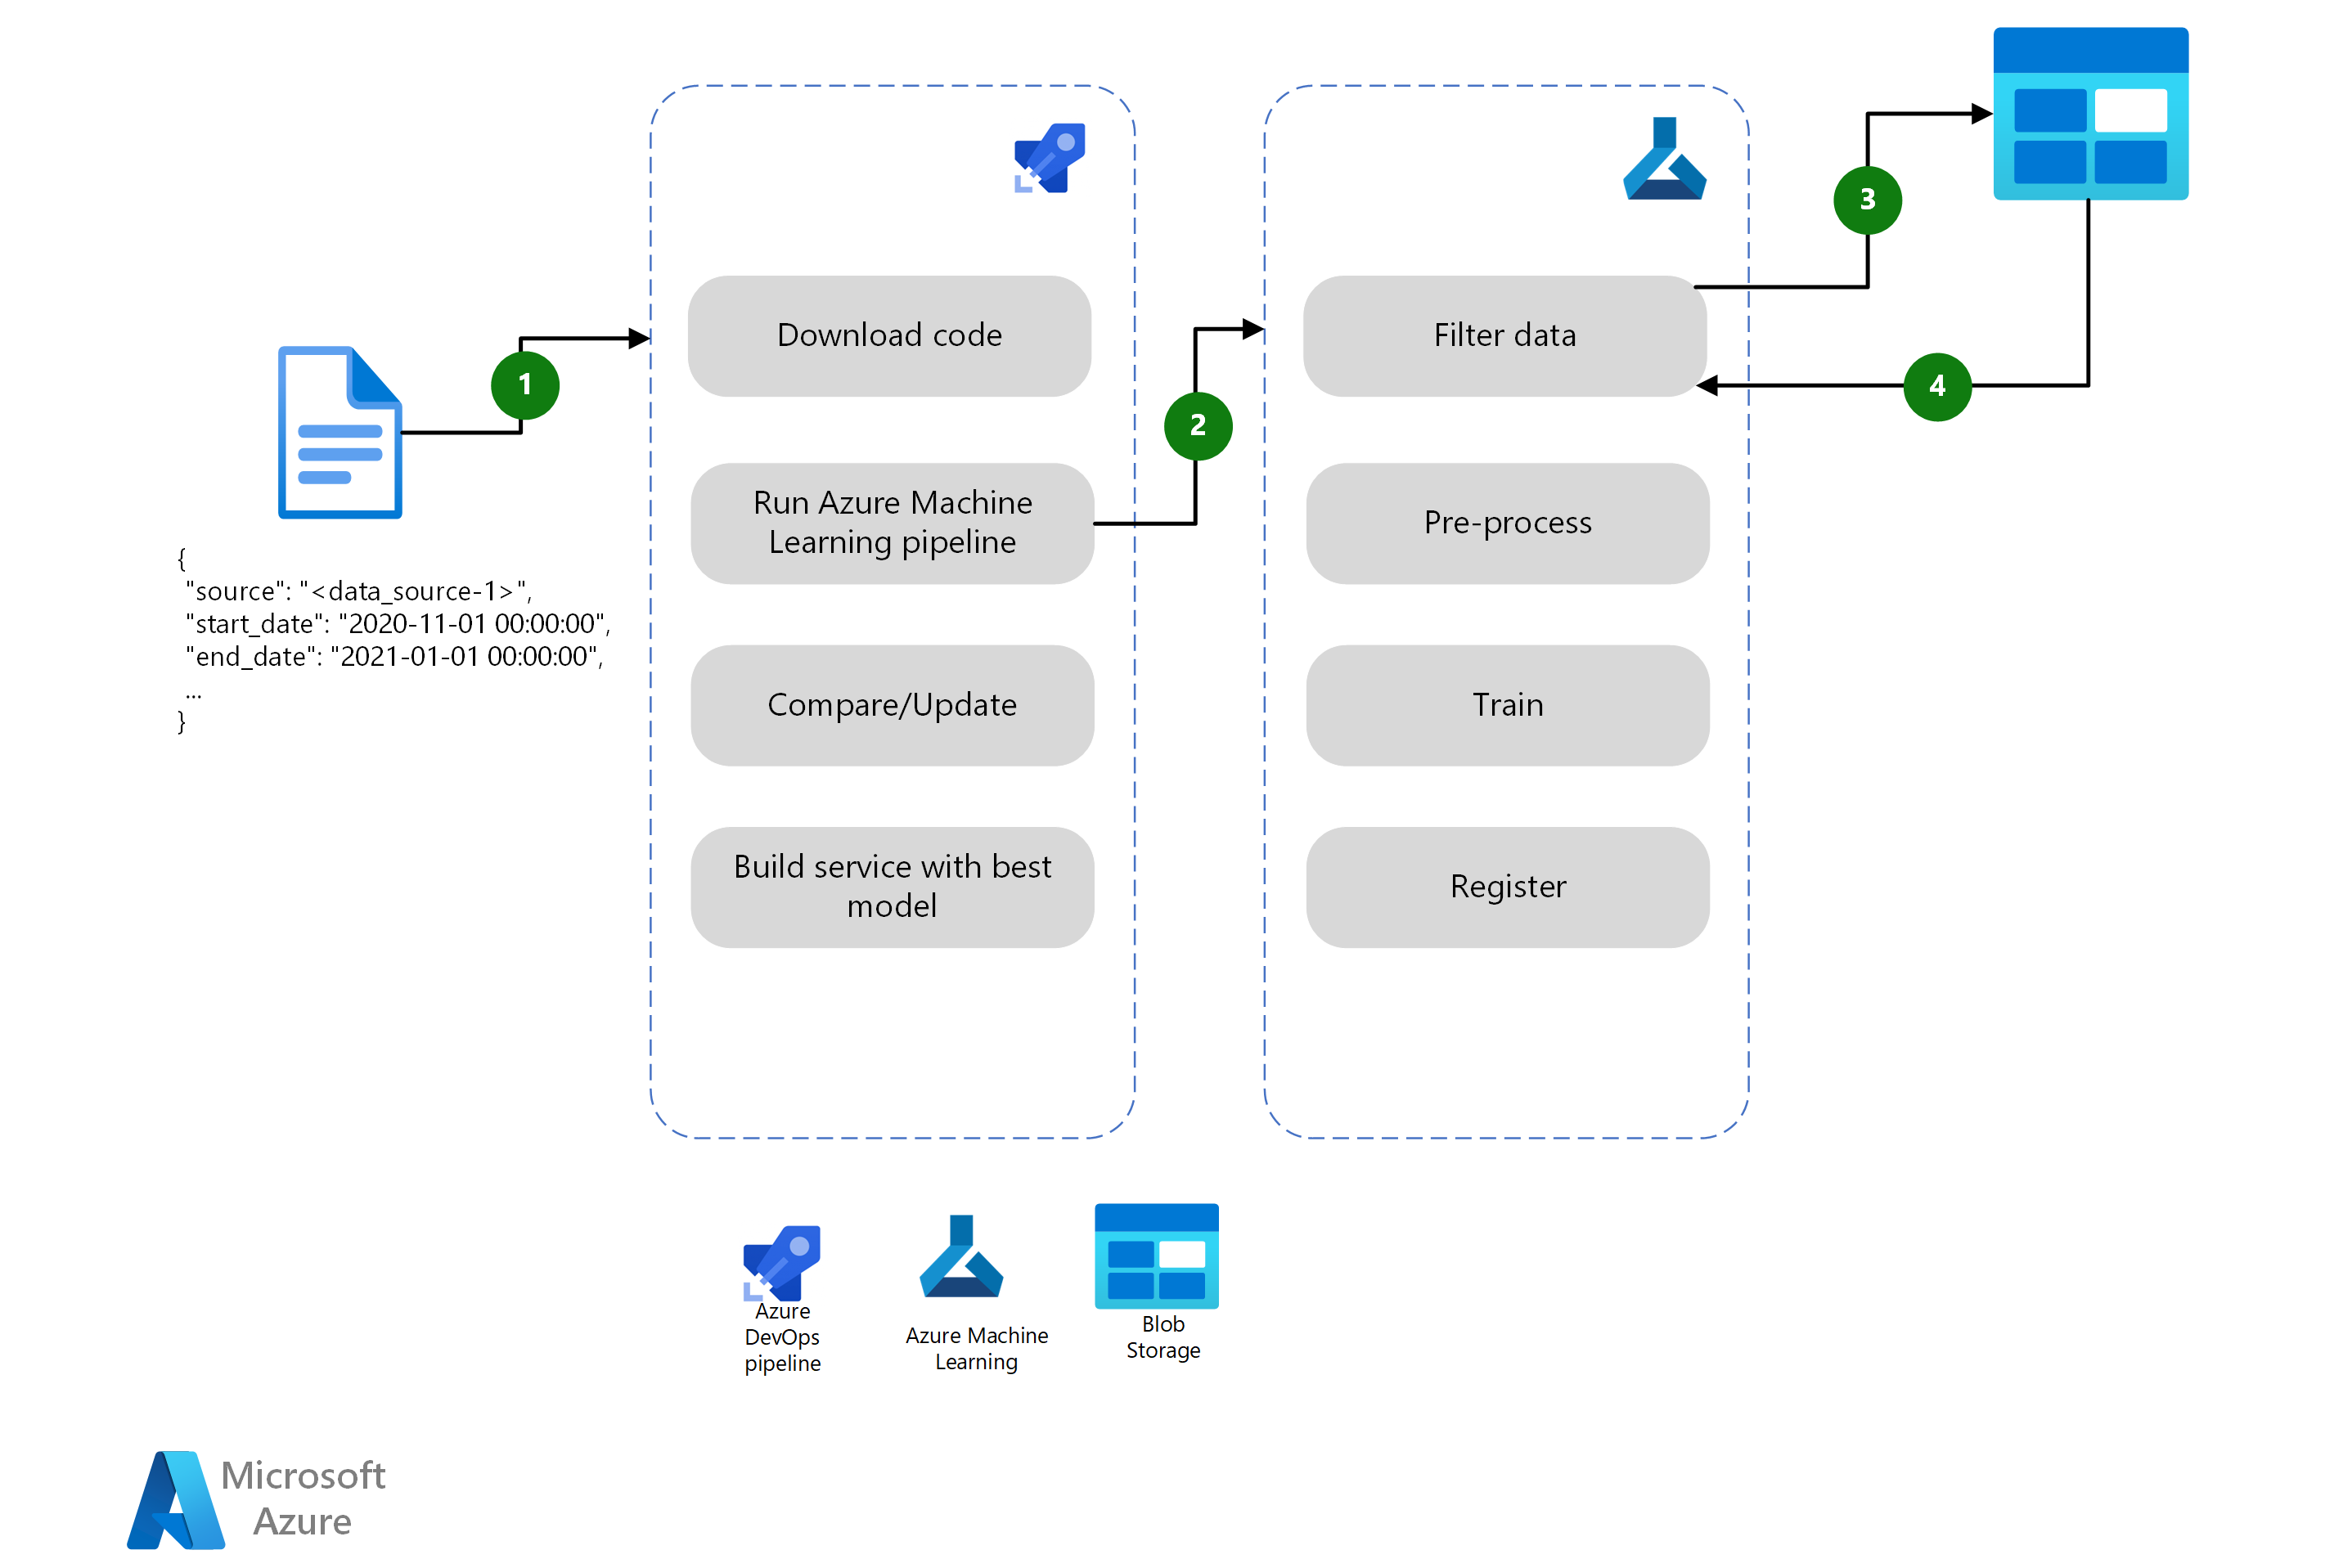 3
1
Download code
Filter data
4
2
Run Azure Machine
Learning pipeline
Pre-process
{
"source": "<data_source-1>",
"start_date": "2020-11-01 00:00:00",
"end_date": "2021-01-01 00:00:00",
...
}
Compare/Update
Train
Build service with best
model
Register
Azure
DevOps
pipeline
Azure Machine
Learning
Blob
Storage
Microsoft
Azure